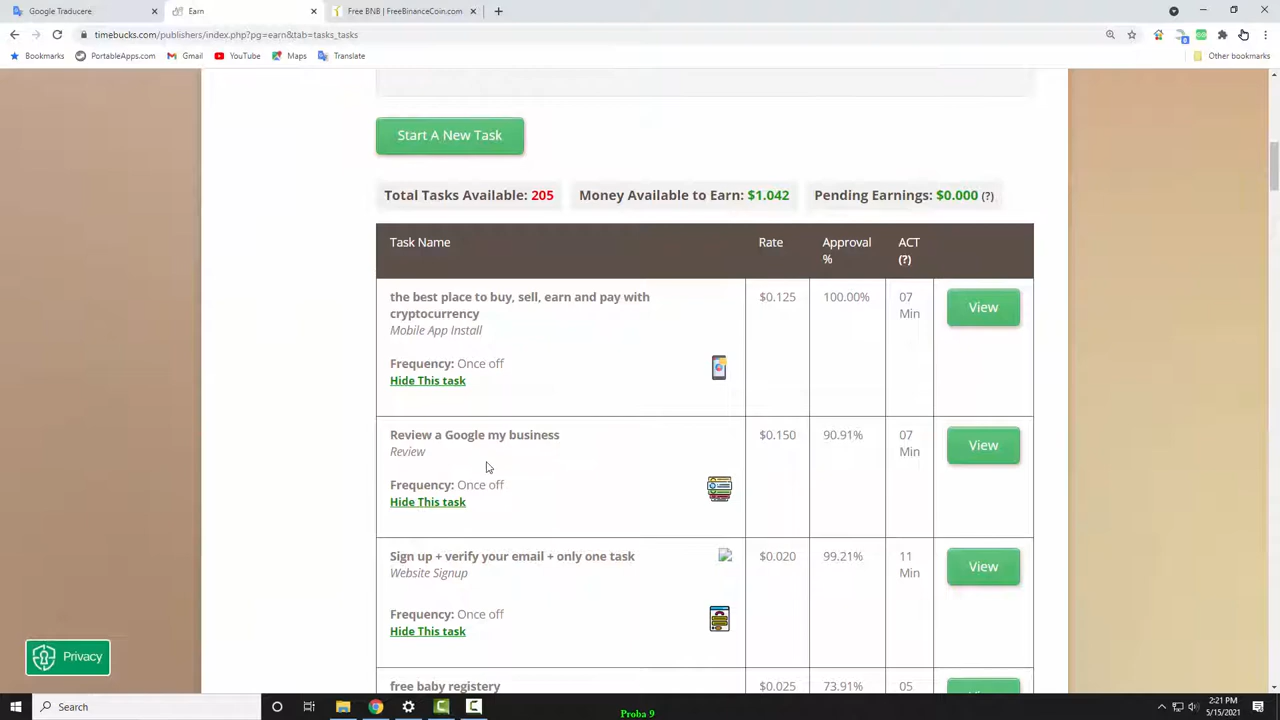 Google Traducere
Earn
Free BNB | FreeBinanceCoin.com
timebucks.com/publishers/index.php?pg=earn&tab=tasks_tasks
Bookmarks
PortableApps.com
Gmail
YouTube
Maps
Translate
Other bookmarks
Start A New Task
Total Tasks Available: 205
Money Available to Earn: $1.042
Pending Earnings: $0.000 (?)
Task Name
Rate
Approval
%
ACT
(?)
the best place to buy, sell, earn and pay with
cryptocurrency
Mobile App Install
Frequency: Once off
Hide This task
$0.125
100.00%
07
Min
View
Review a Google my business
Review
Frequency: Once off
Hide This task
$0.150
90.91%
07
Min
View
Sign up + verify your email + only one task
Website Signup
Frequency: Once off
Hide This task
$0.020
99.21%
11
Min
View
free baby registery
$0.025
73.91%
05
Privacy
Search
2:21 PM
5/15/2021
Proba 9